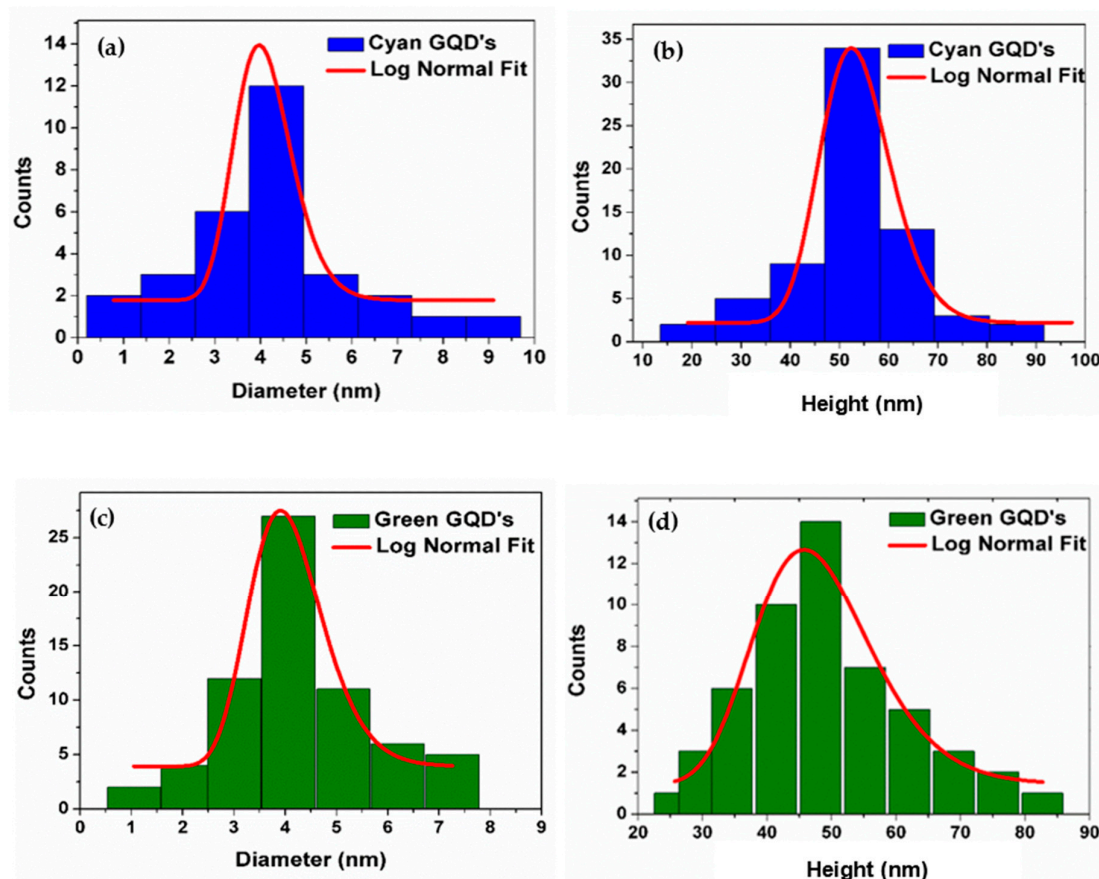 (a)
Cyan GQD's
Log Normal Fit
14
12
10
8
6
4
2
0
Counts
0 1 2 3 4 5 6 7 8 9 10
Diameter (nm)
(b)
Cyan GQD's
Log Normal Fit
35
30
25
20
15
10
5
0
Counts
10 20 30 40 50 60 70 80 90 100
Height (nm)
(c)
Green GQD's
Log Normal Fit
25
20
15
10
5
0
Counts
0 1 2 3 4 5 6 7 8 9
Diameter (nm)
(d)
Green GQD's
Log Normal Fit
14
12
10
8
6
4
2
0
Counts
20 30 40 50 60 70 80 90
Height (nm)